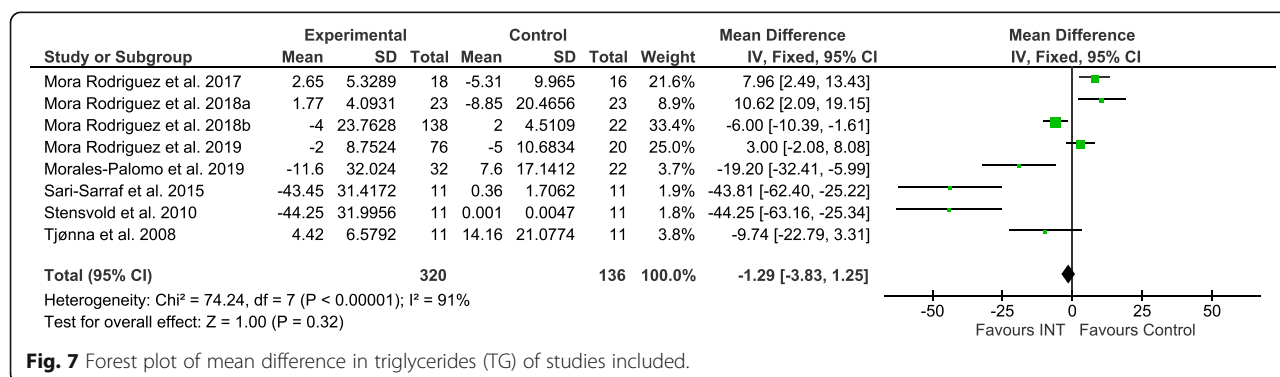 Experimental Control Mean Difference Mean Difference
Study or Subgroup Mean SD Total Mean SD Total Weight IV, Fixed, 95% CI IV, Fixed, 95% CI
Mora Rodriguez et al. 2017 2.65 5.3289 18 -5.31 9.965 16 21.6% 7.96 [2.49, 13.43]
Mora Rodriguez et al. 2018a 1.77 4.0931 23 -8.85 20.4656 23 8.9% 10.62 [2.09, 19.15]
Mora Rodriguez et al. 2018b -4 23.7628 138 2 4.5109 22 33.4% -6.00 [-10.39, -1.61]
Mora Rodriguez et al. 2019 -2 8.7524 76 -5 10.6834 20 25.0% 3.00 [-2.08, 8.08]
Morales-Palomo et al. 2019 -11.6 32.024 32 7.6 17.1412 22 3.7% -19.20 [-32.41, -5.99]
Sari-Sarraf et al. 2015 -43.45 31.4172 11 0.36 1.7062 11 1.9% -43.81 [-62.40, -25.22]
Stensvold et al. 2010 -44.25 31.9956 11 0.001 0.0047 11 1.8% -44.25 [-63.16, -25.34]
Tjønna et al. 2008 4.42 6.5792 11 14.16 21.0774 11 3.8% -9.74 [-22.79, 3.31]
Total (95% CI) 320 136 100.0% -1.29 [-3.83, 1.25]
Heterogeneity: Chi² = 74.24, df = 7 (P < 0.00001); I² = 91%
Test for overall effect: Z = 1.00 (P = 0.32)
-50 -25 0 25 50
Favours INT Favours Control
Fig. 7 Forest plot of mean difference in triglycerides (TG) of studies included.